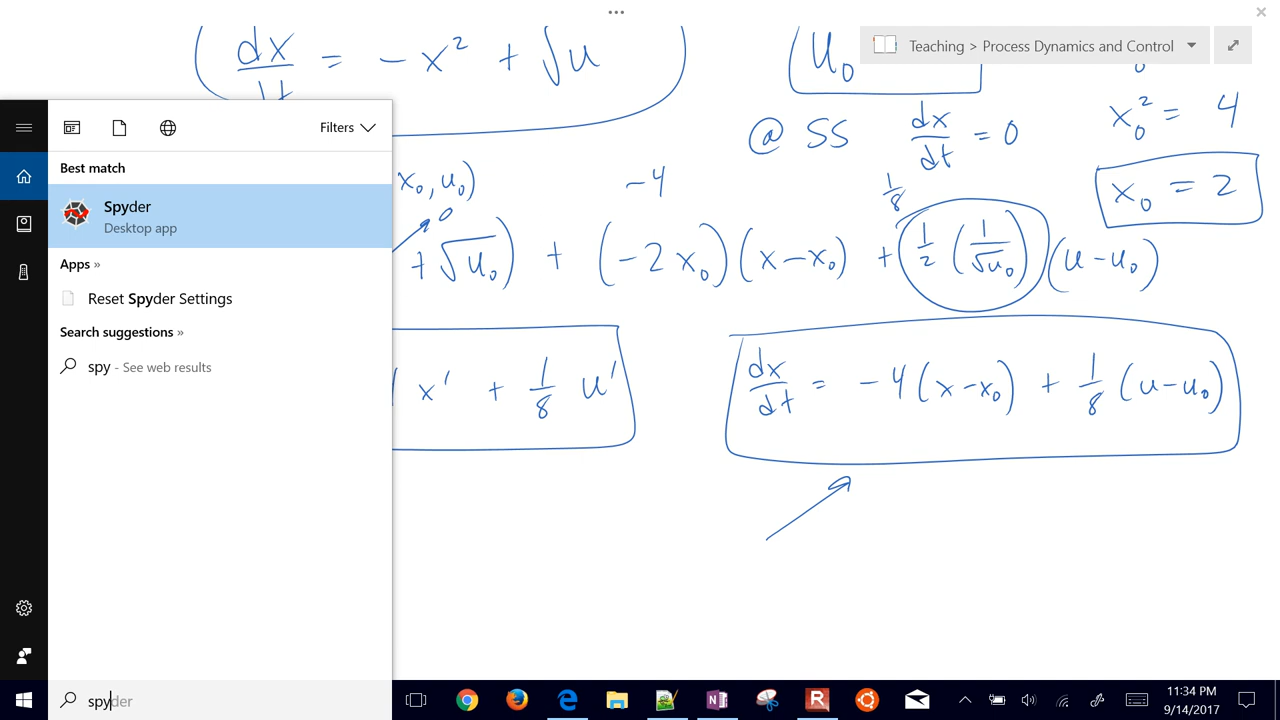 Teaching > Process Dynamics and Control
dx/dt = - x² + √u
u₀
@ SS dx/dt = 0
x₀² = 4
x₀ = 2
Filters
Best match
Spyder
Desktop app
Apps »
Reset Spyder Settings
Search suggestions »
spy - See web results
x₀, u₀)
0
-4
1/8
+ √u₀) + (-2x₀)(x-x₀) + 1/2 (1/√u₀)(u-u₀)
x' + 1/8 u'
dx/dt = -4(x-x₀) + 1/8 (u-u₀)
spyder
11:34 PM
9/14/2017